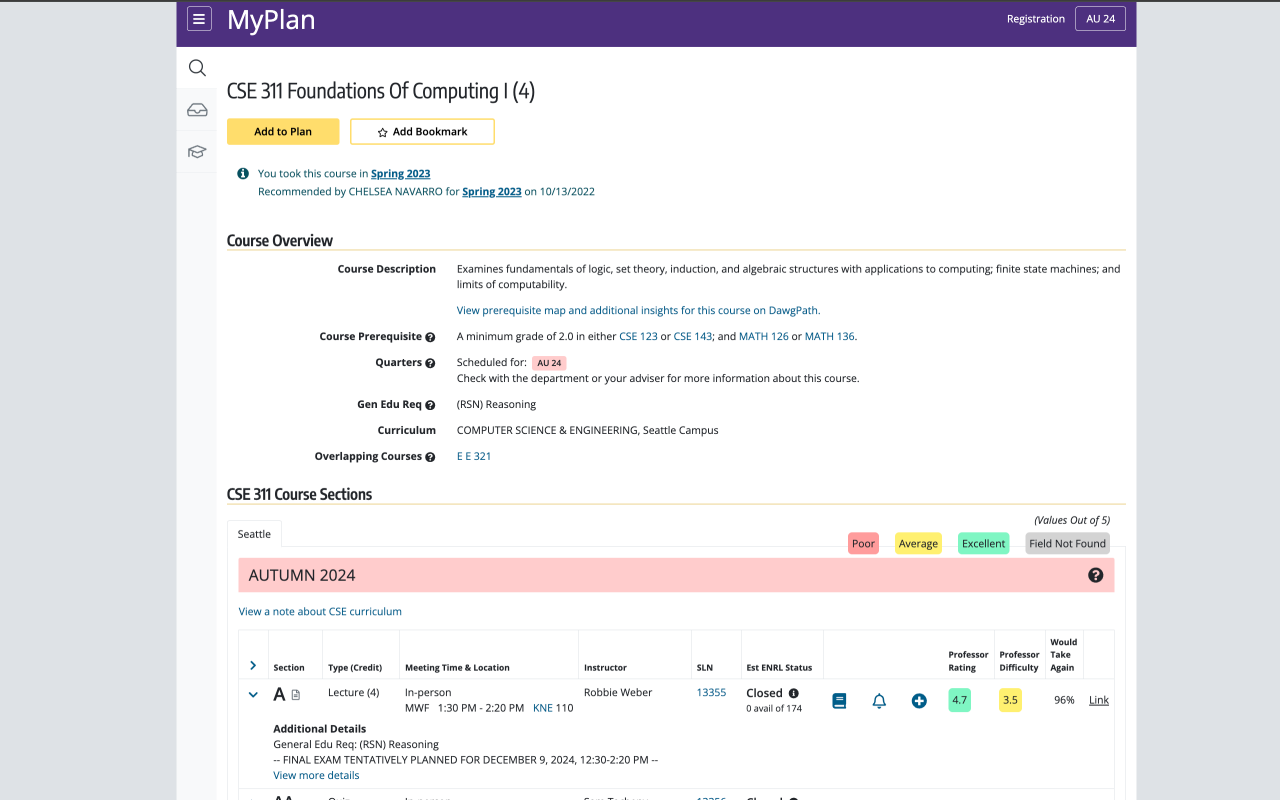 MyPlan
Registration
AU 24
CSE 311 Foundations Of Computing I (4)
Add to Plan
Add Bookmark
You took this course in Spring 2023
Recommended by CHELSEA NAVARRO for Spring 2023 on 10/13/2022
Course Overview
Course Description
Examines fundamentals of logic, set theory, induction, and algebraic structures with applications to computing; finite state machines; and
limits of computability.
View prerequisite map and additional insights for this course on DawgPath.
Course Prerequisite
A minimum grade of 2.0 in either CSE 123 or CSE 143; and MATH 126 or MATH 136.
Quarters
Scheduled for: AU 24
Check with the department or your adviser for more information about this course.
Gen Edu Req
(RSN) Reasoning
Curriculum
COMPUTER SCIENCE & ENGINEERING, Seattle Campus
Overlapping Courses
E E 321
CSE 311 Course Sections
(Values Out of 5)
Seattle
Poor
Average
Excellent
Field Not Found
AUTUMN 2024
View a note about CSE curriculum
Section
Type (Credit)
Meeting Time & Location
Instructor
SLN
Est ENRL Status
Professor
Rating
Professor
Difficulty
Would
Take
Again
A
Lecture (4)
In-person
MWF 1:30 PM - 2:20 PM KNE 110
Robbie Weber
13355
Closed
0 avail of 174
4.7
3.5
96%
Link
Additional Details
General Edu Req: (RSN) Reasoning
-- FINAL EXAM TENTATIVELY PLANNED FOR DECEMBER 9, 2024, 12:30-2:20 PM --
View more details